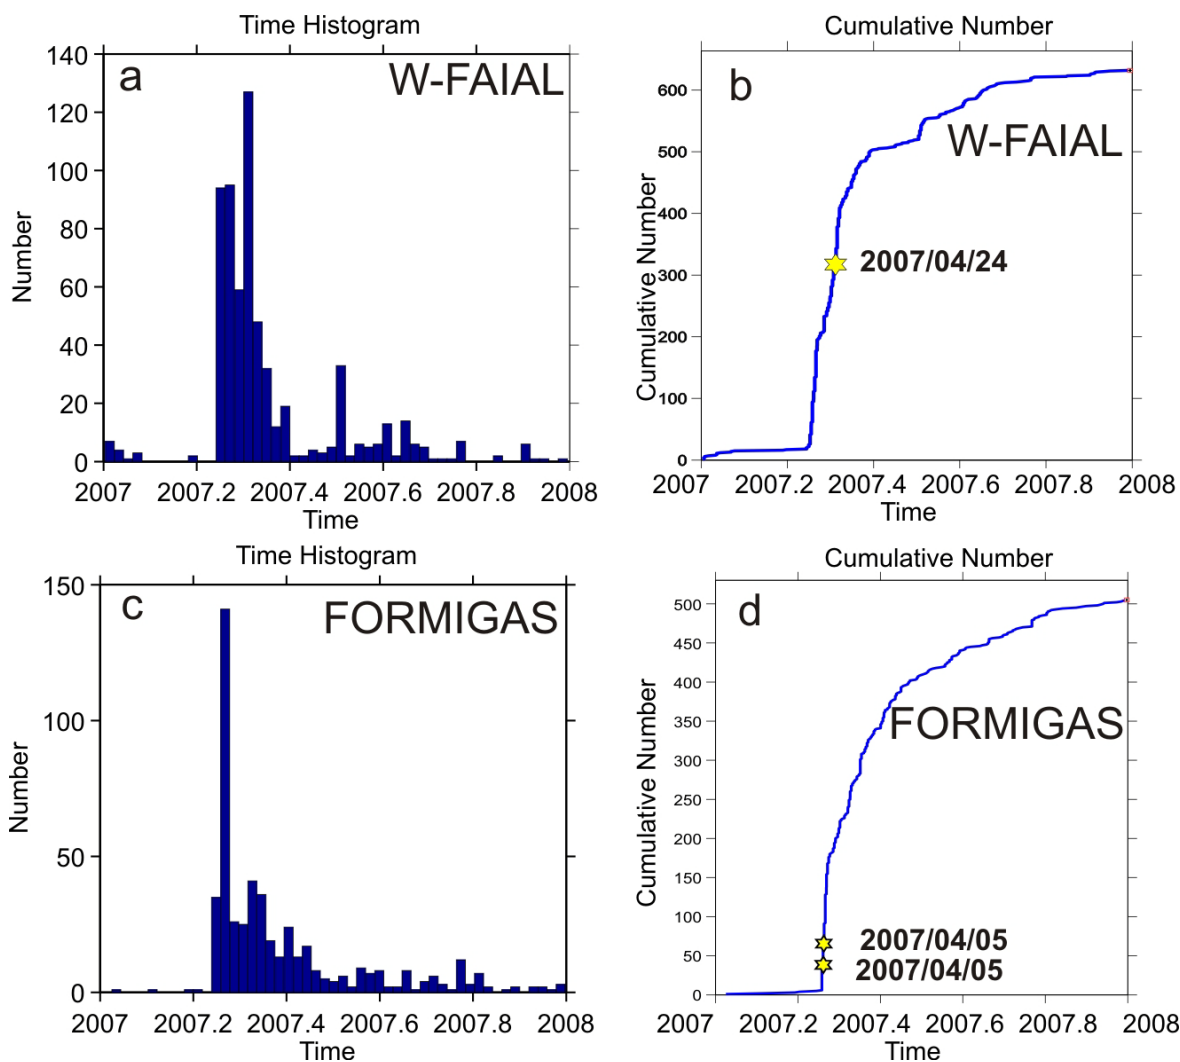 Time Histogram
Cumulative Number
a
W-FAIAL
b
W-FAIAL
2007/04/24
Number
140
120
100
80
60
40
20
0
2007 2007.2 2007.4 2007.6 2007.8 2008
Time
Cumulative Number
600
500
400
300
200
100
0
2007 2007.2 2007.4 2007.6 2007.8 2008
Time
Time Histogram
Cumulative Number
c
FORMIGAS
d
FORMIGAS
2007/04/05
2007/04/05
Number
150
100
50
0
2007 2007.2 2007.4 2007.6 2007.8 2008
Time
Cumulative Number
500
450
400
350
300
250
200
150
100
50
0
2007 2007.2 2007.4 2007.6 2007.8 2008
Time